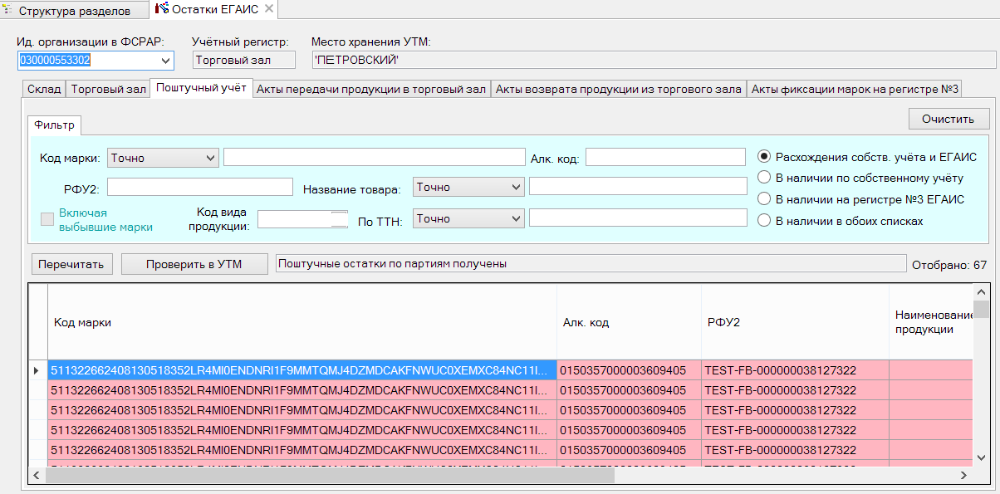 Структура разделов
Остатки ЕГАИС
Ид. организации в ФСРАР: Учётный регистр: Место хранения УТМ:
030000553302 Торговый зал 'ПЕТРОВСКИЙ'
Склад Торговый зал Поштучный учёт Акты передачи продукции в торговый зал Акты возврата продукции из торгового зала Акты фиксации марок на регистре №3
Очистить
Фильтр
Код марки: Точно Алк. код:
РФУ2: Название товара: Точно
Включая выбывшие марки
Код вида продукции:
По ТТН: Точно
Расхождения собств. учёта и ЕГАИС
В наличии по собственному учёту
В наличии на регистре №3 ЕГАИС
В наличии в обоих списках
Перечитать Проверить в УТМ Поштучные остатки по партиям получены Отобрано: 67
Код марки Алк. код РФУ2 Наименование продукции
511322662408130518352LR4MI0ENDNRI1F9MMTQMJ4DZMDCAKFNWUC0XEMXC84NC11I... 0150357000003609405 TEST-FB-000000038127322
511322662408130518352LR4MI0ENDNRI1F9MMTQMJ4DZMDCAKFNWUC0XEMXC84NC11I... 0150357000003609405 TEST-FB-000000038127322
511322662408130518352LR4MI0ENDNRI1F9MMTQMJ4DZMDCAKFNWUC0XEMXC84NC11I... 0150357000003609405 TEST-FB-000000038127322
511322662408130518352LR4MI0ENDNRI1F9MMTQMJ4DZMDCAKFNWUC0XEMXC84NC11I... 0150357000003609405 TEST-FB-000000038127322
511322662408130518352LR4MI0ENDNRI1F9MMTQMJ4DZMDCAKFNWUC0XEMXC84NC11I... 0150357000003609405 TEST-FB-000000038127322